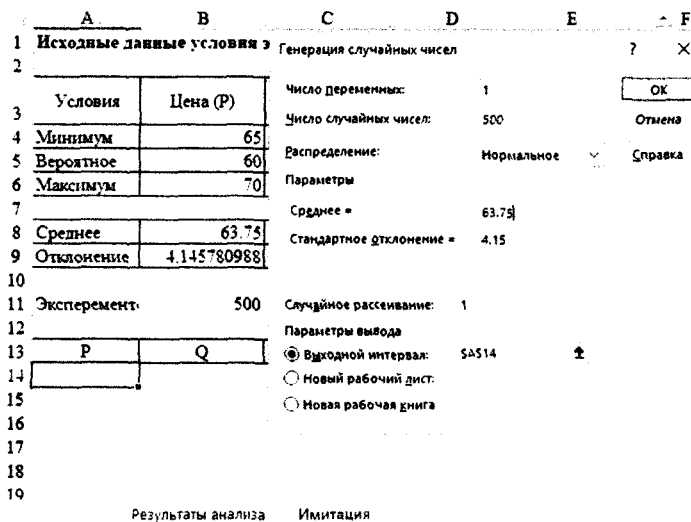 A B C D E F
1 Исходные данные условия э
Генерация случайных чисел ? ×
2
3 Условия Цена (P)
Число переменных: 1 OK
Число случайных чисел: 500 Отмена
4 Минимум 65
5 Вероятное 60
Распределение: Нормальное Справка
6 Максимум 70
Параметры
7
8 Среднее 63.75
Среднее = 63.75
9 Отклонение 4.145780988
Стандартное отклонение = 4.15
10
11 Эксперемент 500
Случайное рассеивание: 1
12
Параметры вывода
13 P Q
Выходной интервал: $A$14
14
Новый рабочий лист:
15
Новая рабочая книга
16
17
18
19
Результаты анализа Имитация